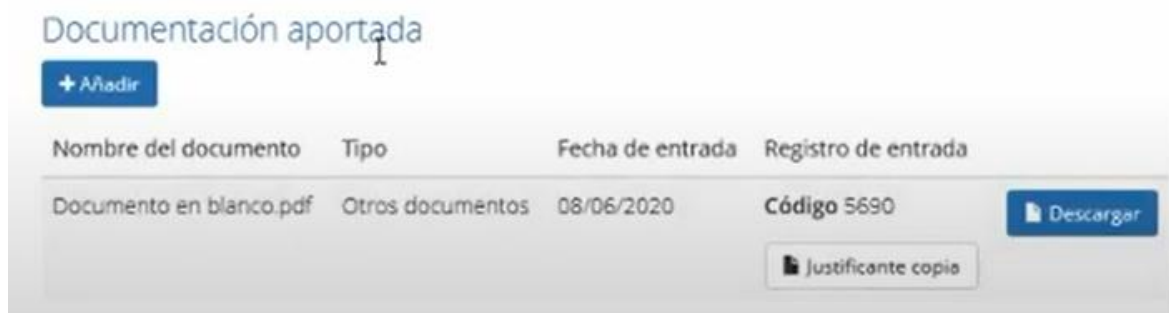 Documentación aportada
+ Añadir
Nombre del documento Tipo Fecha de entrada Registro de entrada
Documento en blanco.pdf Otros documentos 08/06/2020 Código 5690 Descargar
Justificante copia